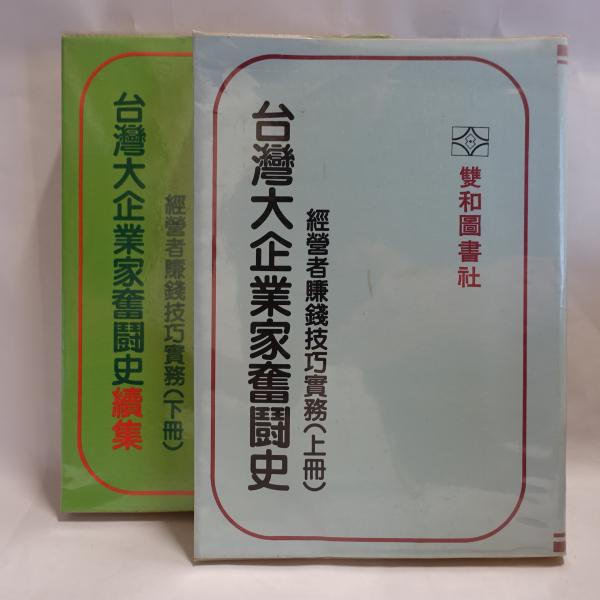 雙和圖書社
經營者賺錢技巧實務(上冊)
台灣大企業家奮鬪史
經營者賺錢技巧實務(下冊)
台灣大企業家奮鬪史續集